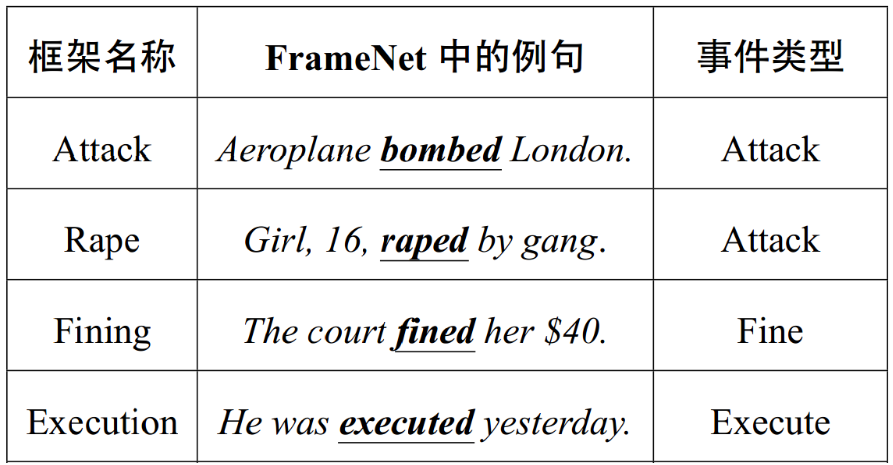 框架名称 FrameNet 中的例句 事件类型
Attack Aeroplane bombed London. Attack
Rape Girl, 16, raped by gang. Attack
Fining The court fined her $40. Fine
Execution He was executed yesterday. Execute